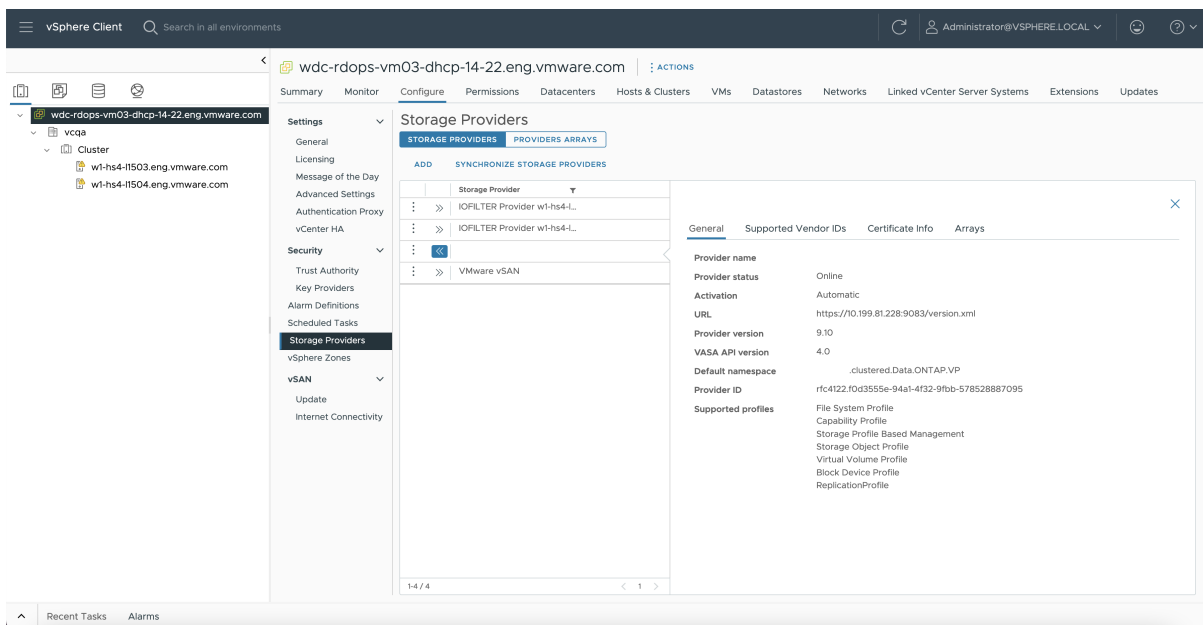 vSphere Client
Search in all environments
Administrator@VSPHERE.LOCAL
wdc-rdops-vm03-dhcp-14-22.eng.vmware.com
vcqa
Cluster
w1-hs4-l1503.eng.vmware.com
w1-hs4-l1504.eng.vmware.com
wdc-rdops-vm03-dhcp-14-22.eng.vmware.com
ACTIONS
Summary Monitor Configure Permissions Datacenters Hosts & Clusters VMs Datastores Networks Linked vCenter Server Systems Extensions Updates
Settings
General
Licensing
Message of the Day
Advanced Settings
Authentication Proxy
vCenter HA
Security
Trust Authority
Key Providers
Alarm Definitions
Scheduled Tasks
Storage Providers
vSphere Zones
vSAN
Update
Internet Connectivity
Storage Providers
STORAGE PROVIDERS PROVIDERS ARRAYS
ADD SYNCHRONIZE STORAGE PROVIDERS
Storage Provider
IOFILTER Provider w1-hs4-l...
IOFILTER Provider w1-hs4-l...
VMware vSAN
1-4 / 4
1
General Supported Vendor IDs Certificate Info Arrays
Provider name
Provider status Online
Activation Automatic
URL https://10.199.81.228:9083/version.xml
Provider version 9.10
VASA API version 4.0
Default namespace .clustered.Data.ONTAP.VP
Provider ID rfc4122.f0d3555e-94a1-4f32-9fbb-578528887095
Supported profiles File System Profile
Capability Profile
Storage Profile Based Management
Storage Object Profile
Virtual Volume Profile
Block Device Profile
ReplicationProfile
Recent Tasks Alarms